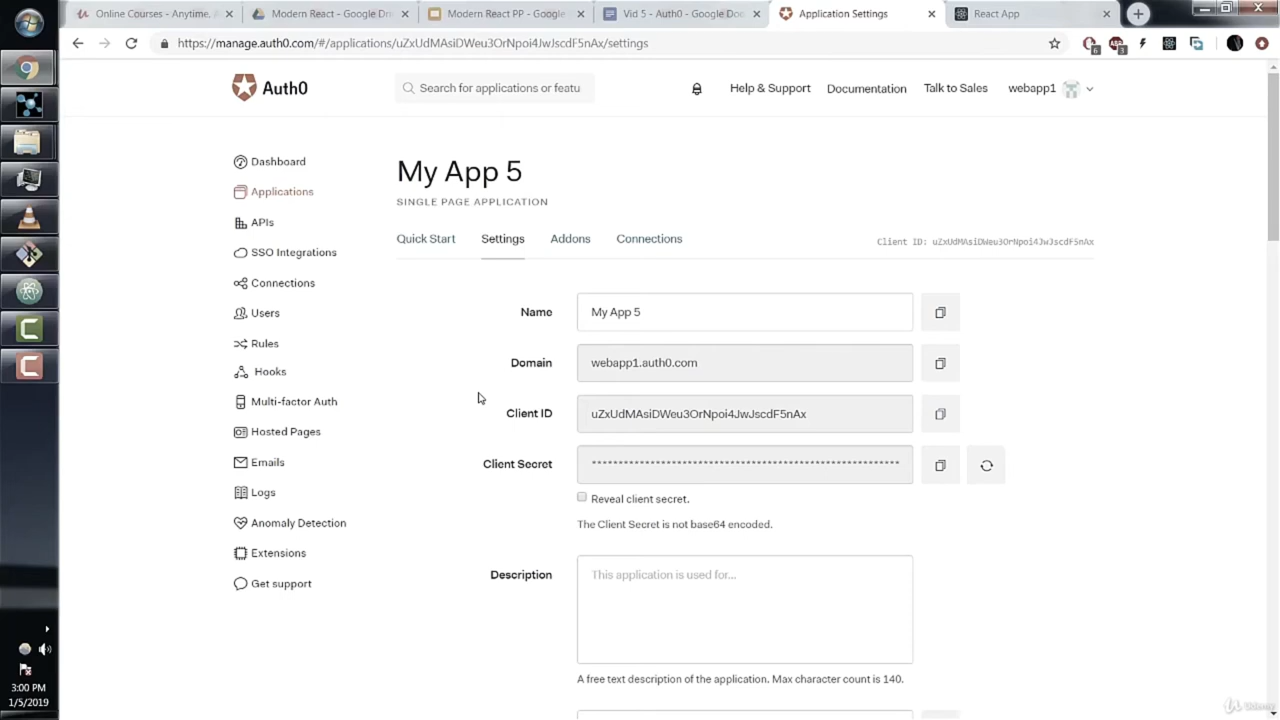 Online Courses - Anytime, A
Modern React - Google Dri
Modern React PP - Google
Vid 5 - Auth0 - Google Do
Application Settings
React App
https://manage.auth0.com/#/applications/uZxUdMAsiDWeu3OrNpoi4JwJscdF5nAx/settings
6
3
Auth0
Search for applications or featu
Help & Support
Documentation
Talk to Sales
webapp1
Dashboard
Applications
APIs
SSO Integrations
Connections
Users
Rules
Hooks
Multi-factor Auth
Hosted Pages
Emails
Logs
Anomaly Detection
Extensions
Get support
My App 5
SINGLE PAGE APPLICATION
Quick Start
Settings
Addons
Connections
Client ID: uZxUdMAsiDWeu3OrNpoi4JwJscdF5nAx
Name
My App 5
Domain
webapp1.auth0.com
Client ID
uZxUdMAsiDWeu3OrNpoi4JwJscdF5nAx
Client Secret
Reveal client secret.
The Client Secret is not base64 encoded.
Description
This application is used for...
A free text description of the application. Max character count is 140.
3:00 PM
1/5/2019
Udemy